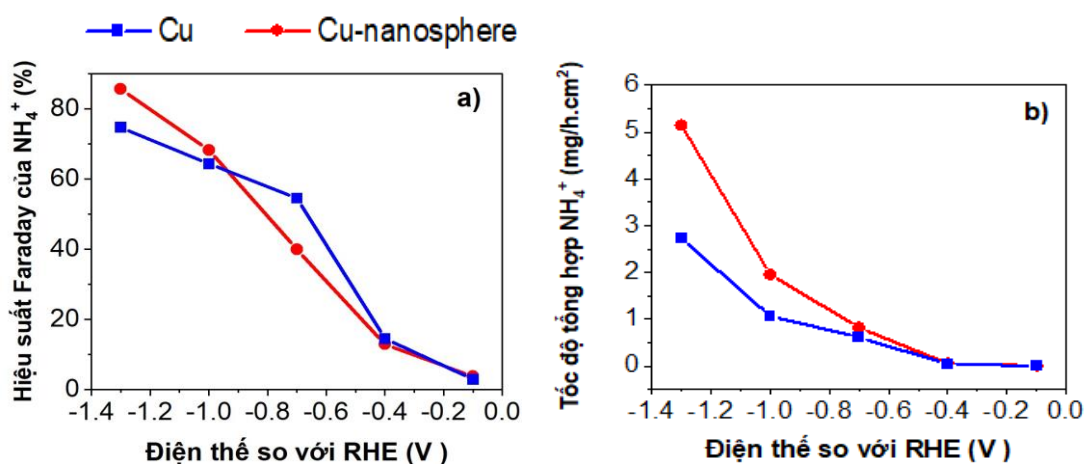 Cu
Cu-nanosphere
a)
Hiệu suất Faraday của NH₄⁺ (%)
80
60
40
20
0
-1.4 -1.2 -1.0 -0.8 -0.6 -0.4 -0.2 0.0
Điện thế so với RHE (V )
b)
Tốc độ tổng hợp NH₄⁺ (mg/h.cm²)
6
5
4
3
2
1
0
-1.4 -1.2 -1.0 -0.8 -0.6 -0.4 -0.2 0.0
Điện thế so với RHE (V )